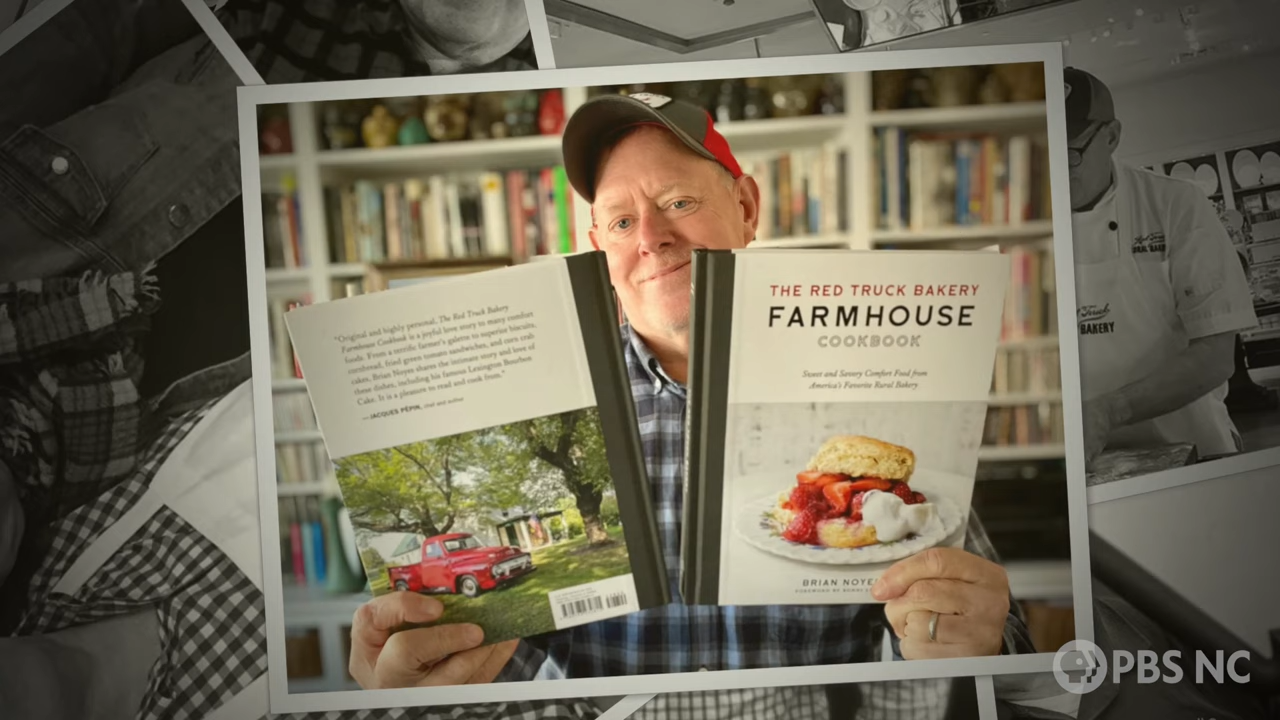 "Original and highly personal, The Red Truck Bakery
Farmhouse Cookbook is a joyful love story to many comfort
foods. From a terrific farmer's galette to superior biscuits,
cornbread, fried green tomato sandwiches, and corn crab
cakes, Brian Noyes shares the intimate story and love of
these dishes, including his famous Lexington Bourbon
Cake. It is a pleasure to read and cook from."
— JACQUES PÉPIN, chef and author
THE RED TRUCK BAKERY
FARMHOUSE
COOKBOOK
Sweet and Savory Comfort Food from
America's Favorite Rural Bakery
BRIAN NOYE
FOREWORD BY
BAKERY
PBS NC